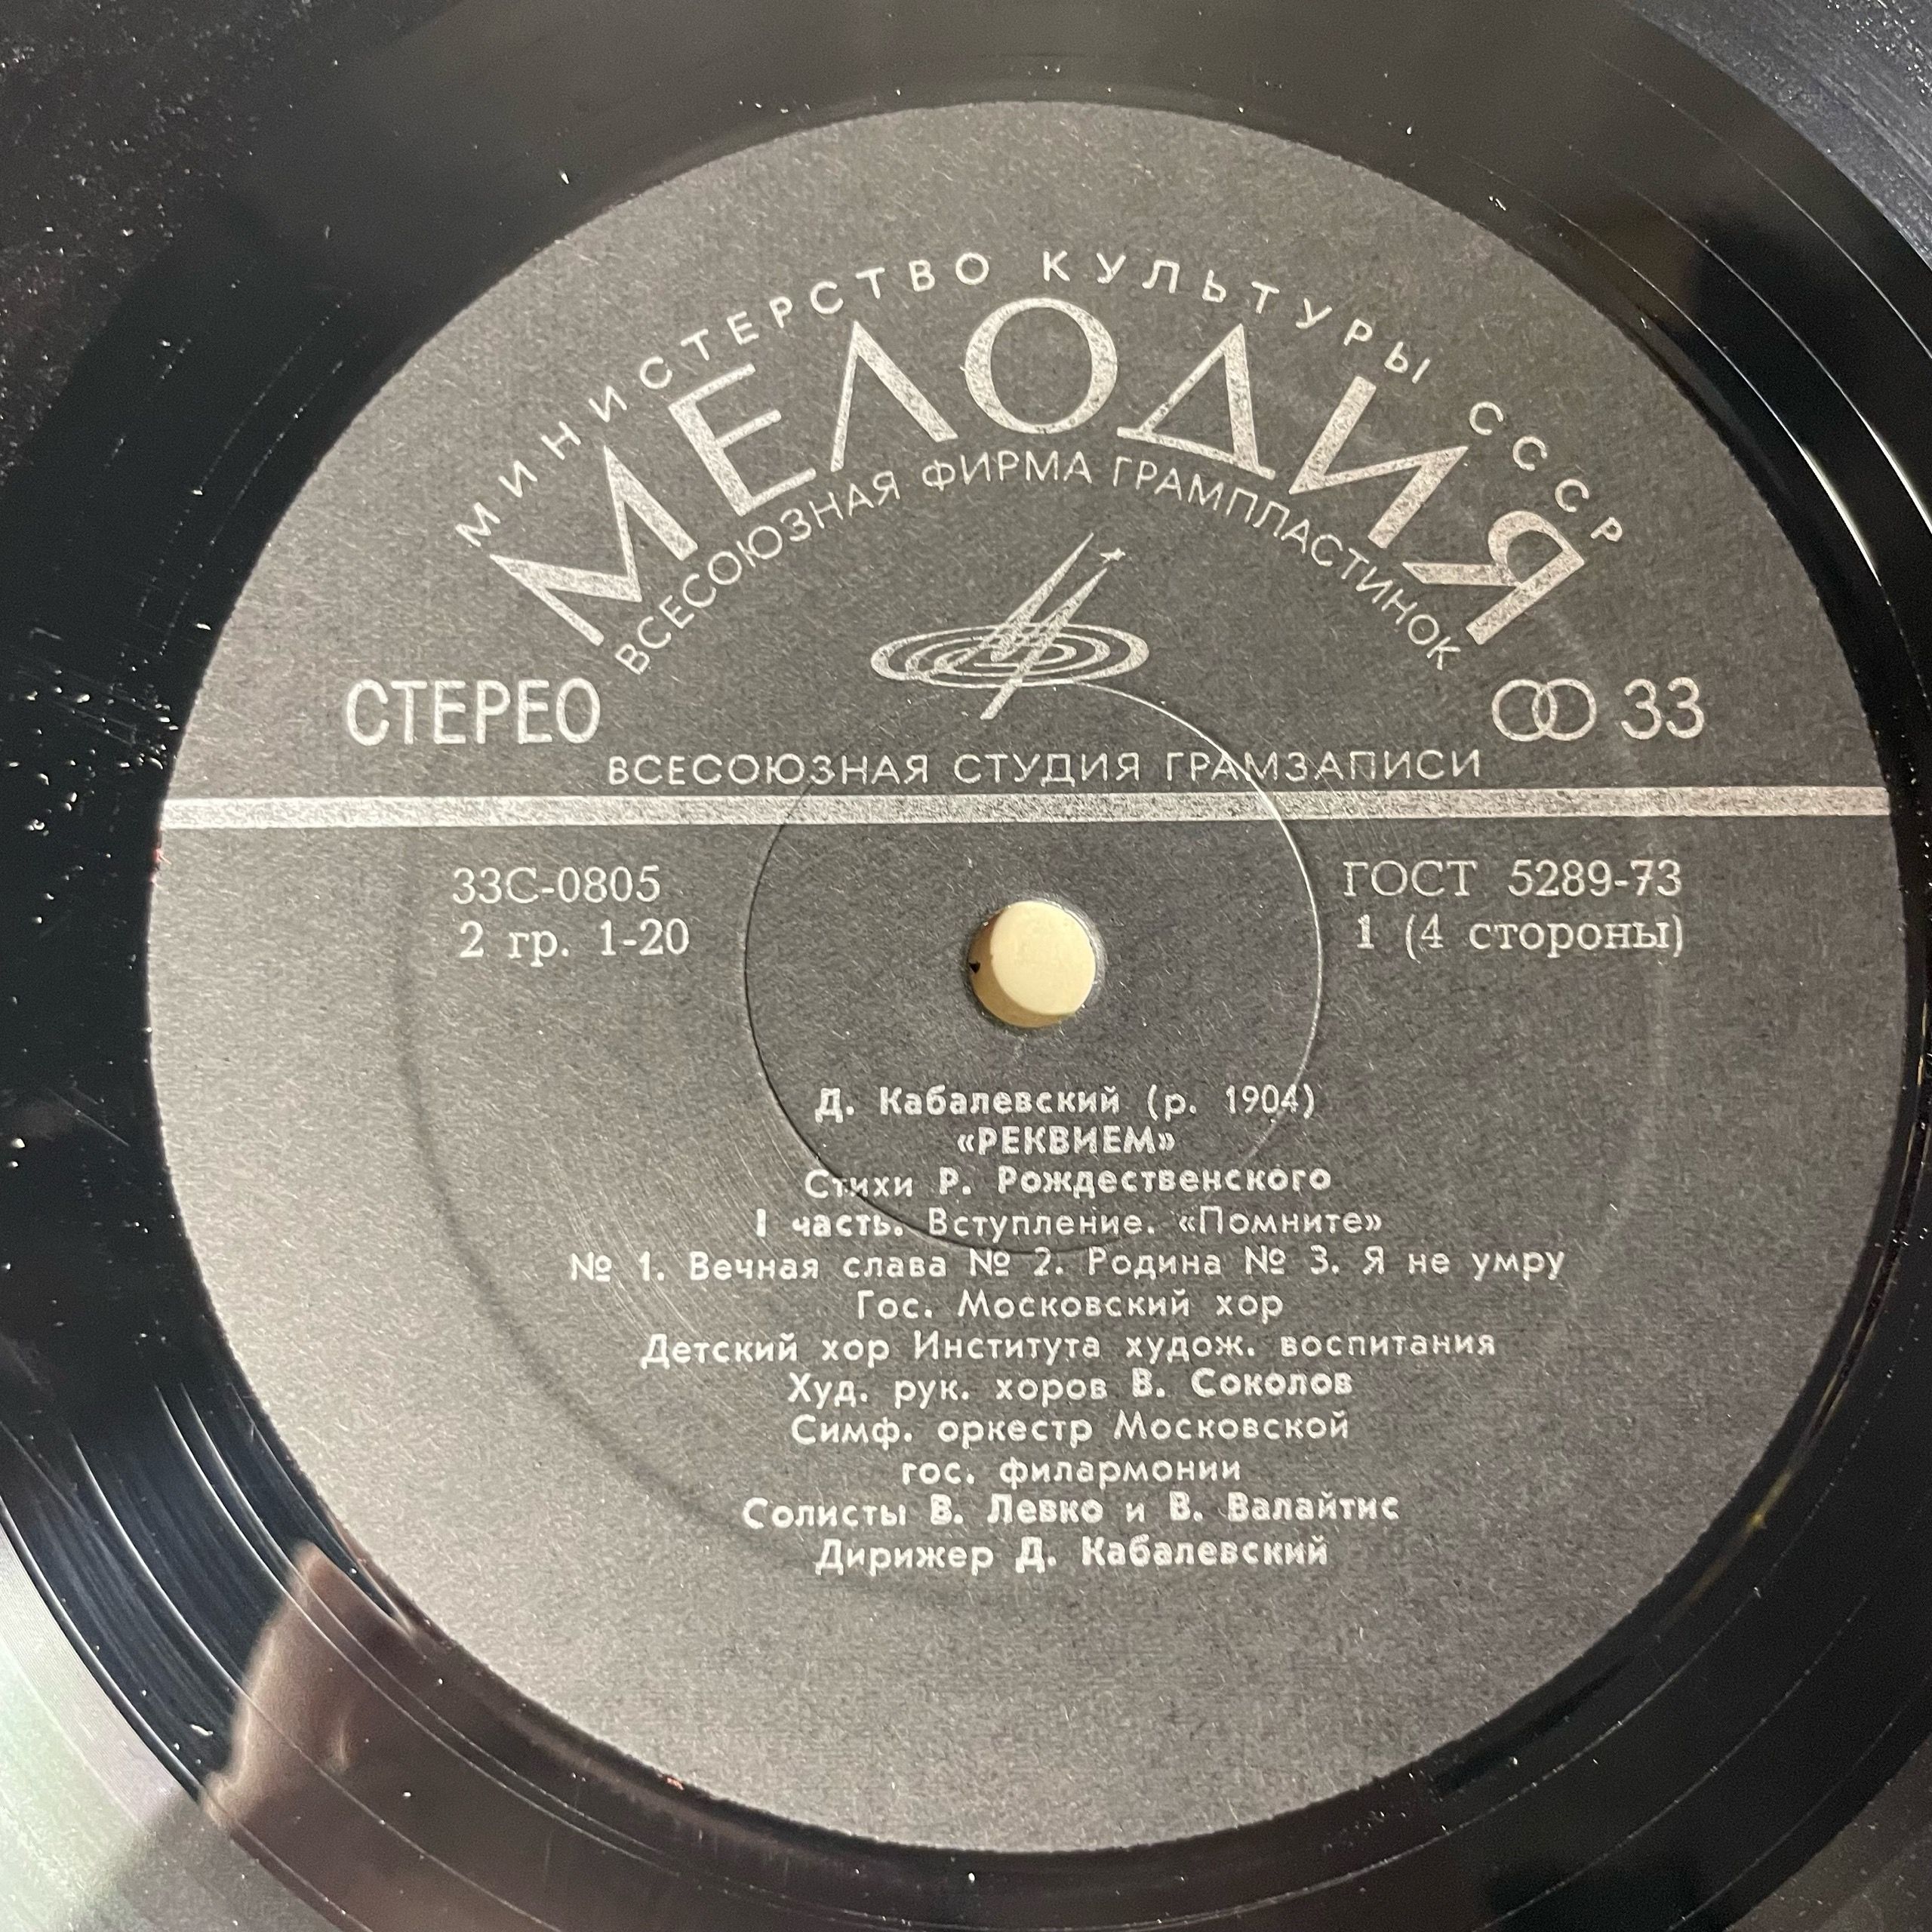 МИНИСТЕРСТВО КУЛЬТУРЫ СССР
МЕЛОДИЯ
ВСЕСОЮЗНАЯ ФИРМА ГРАМПЛАСТИНОК
СТЕРЕО
33
ВСЕСОЮЗНАЯ СТУДИЯ ГРАМЗАПИСИ
33С-0805
ГОСТ 5289-73
2 гр. 1-20
1 (4 стороны)
Д. Кабалевский (р. 1904)
«РЕКВИЕМ»
Стихи Р. Рождественского
I часть. Вступление. «Помните»
№ 1. Вечная слава № 2. Родина № 3. Я не умру
Гос. Московский хор
Детский хор Института худож. воспитания
Худ. рук. хоров В. Соколов
Симф. оркестр Московской
гос. филармонии
Солисты В. Левко и В. Валайтис
Дирижер Д. Кабалевский